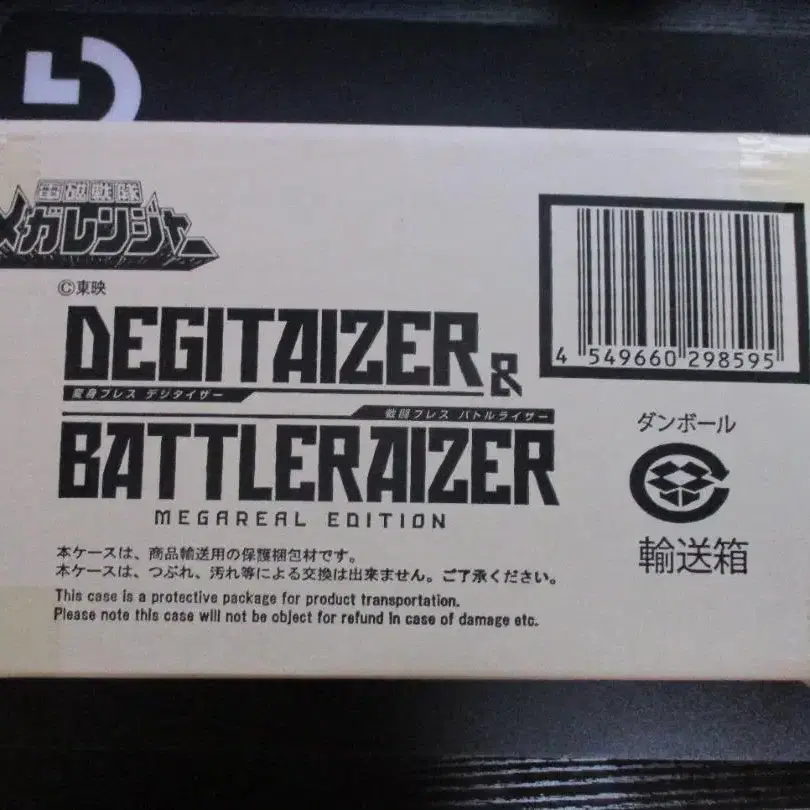 電磁戦隊
メガレンジャー
©東映
DEGITAIZER &
変身ブレス デジタイザー
戦闘ブレス バトルライザー
BATTLERAIZER
MEGAREAL EDITION
本ケースは、商品輸送用の保護梱包材です。
本ケースは、つぶれ、汚れ等による交換は出来ません。ご了承ください。
This case is a protective package for product transportation.
Please note this case will not be object for refund in case of damage etc.
4 549660 298595
ダンボール
輸送箱